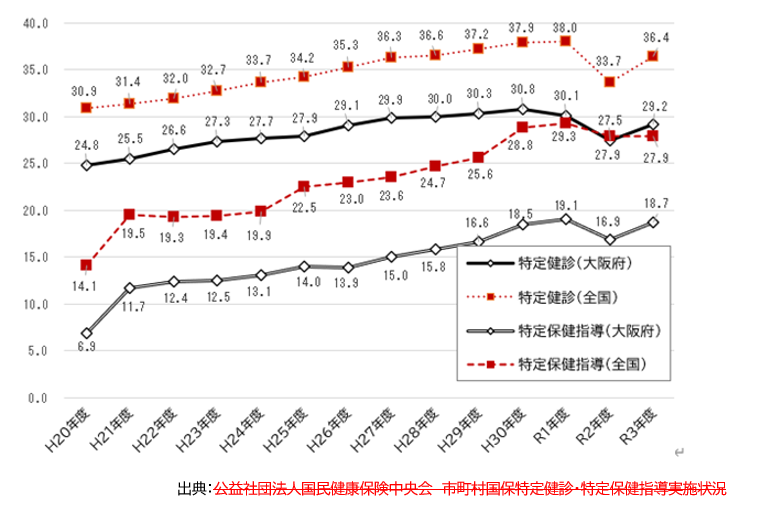 40.0
35.0
30.0
25.0
20.0
15.0
10.0
5.0
0.0
30.9 31.4 32.0 32.7 33.7 34.2 35.3 36.3 36.6 37.2 37.9 38.0 33.7 36.4
24.8 25.5 26.6 27.3 27.7 27.9 29.1 29.9 30.0 30.3 30.8 30.1 27.5 29.2
14.1 19.5 19.3 19.4 19.9 22.5 23.0 23.6 24.7 25.6 28.8 29.3 27.9 27.9
6.9 11.7 12.4 12.5 13.1 14.0 13.9 15.0 15.8 16.6 18.5 19.1 16.9 18.7
特定健診(大阪府)
特定健診(全国)
特定保健指導(大阪府)
特定保健指導(全国)
H20年度 H21年度 H22年度 H23年度 H24年度 H25年度 H26年度 H27年度 H28年度 H29年度 H30年度 R1年度 R2年度 R3年度
出典:公益社団法人国民健康保険中央会 市町村国保特定健診・特定保健指導実施状況